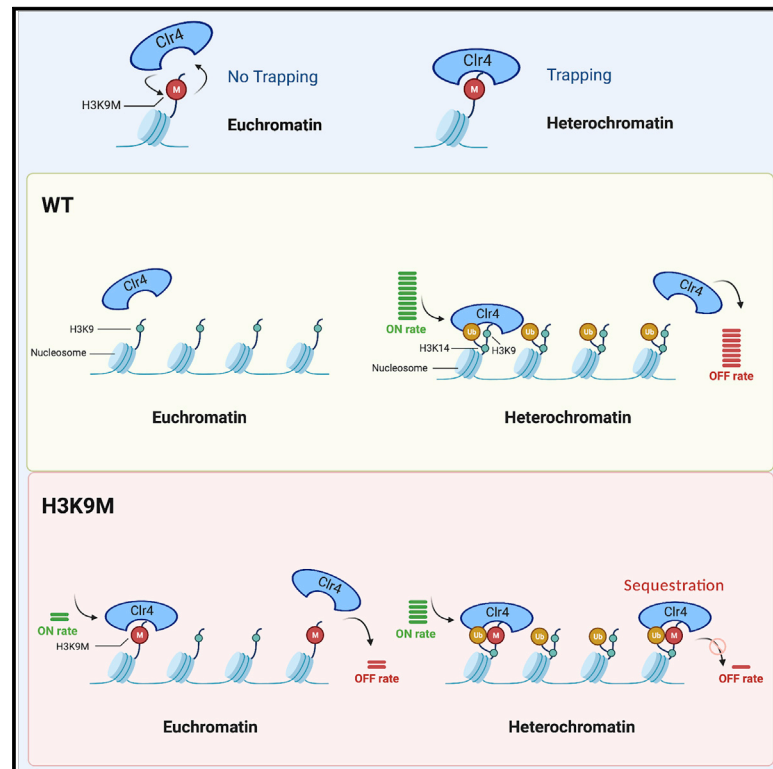 Clr4
M
No Trapping
H3K9M
Euchromatin
Clr4
M
Trapping
Heterochromatin
WT
Clr4
H3K9
Nucleosome
Euchromatin
ON rate
Clr4
Ub
Ub
Ub
Ub
H3K14
H3K9
Nucleosome
Clr4
OFF rate
Heterochromatin
H3K9M
ON rate
Clr4
M
H3K9M
Clr4
M
OFF rate
Euchromatin
Sequestration
ON rate
Clr4
Ub
M
Ub
Ub
Clr4
Ub
M
OFF rate
Heterochromatin